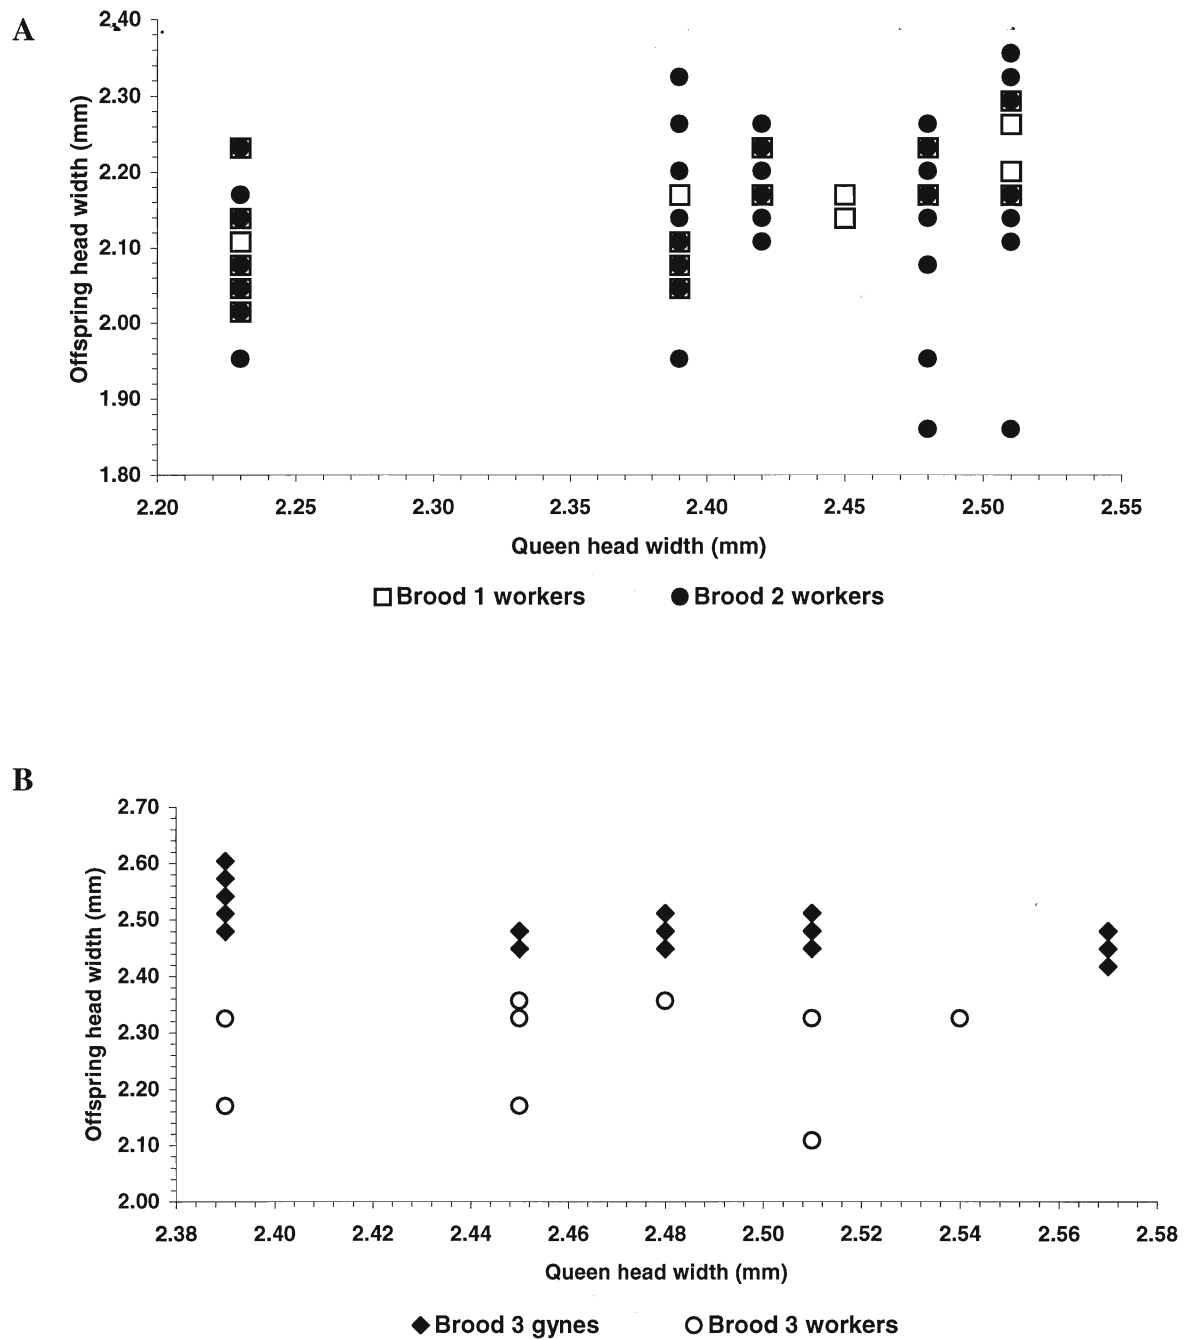 A
Offspring head width (mm)
2.40
2.30
2.20
2.10
2.00
1.90
1.80
2.20 2.25 2.30 2.35 2.40 2.45 2.50 2.55
Queen head width (mm)
Brood 1 workers Brood 2 workers
B
Offspring head width (mm)
2.70
2.60
2.50
2.40
2.30
2.20
2.10
2.00
2.38 2.40 2.42 2.44 2.46 2.48 2.50 2.52 2.54 2.56 2.58
Queen head width (mm)
Brood 3 gynes Brood 3 workers